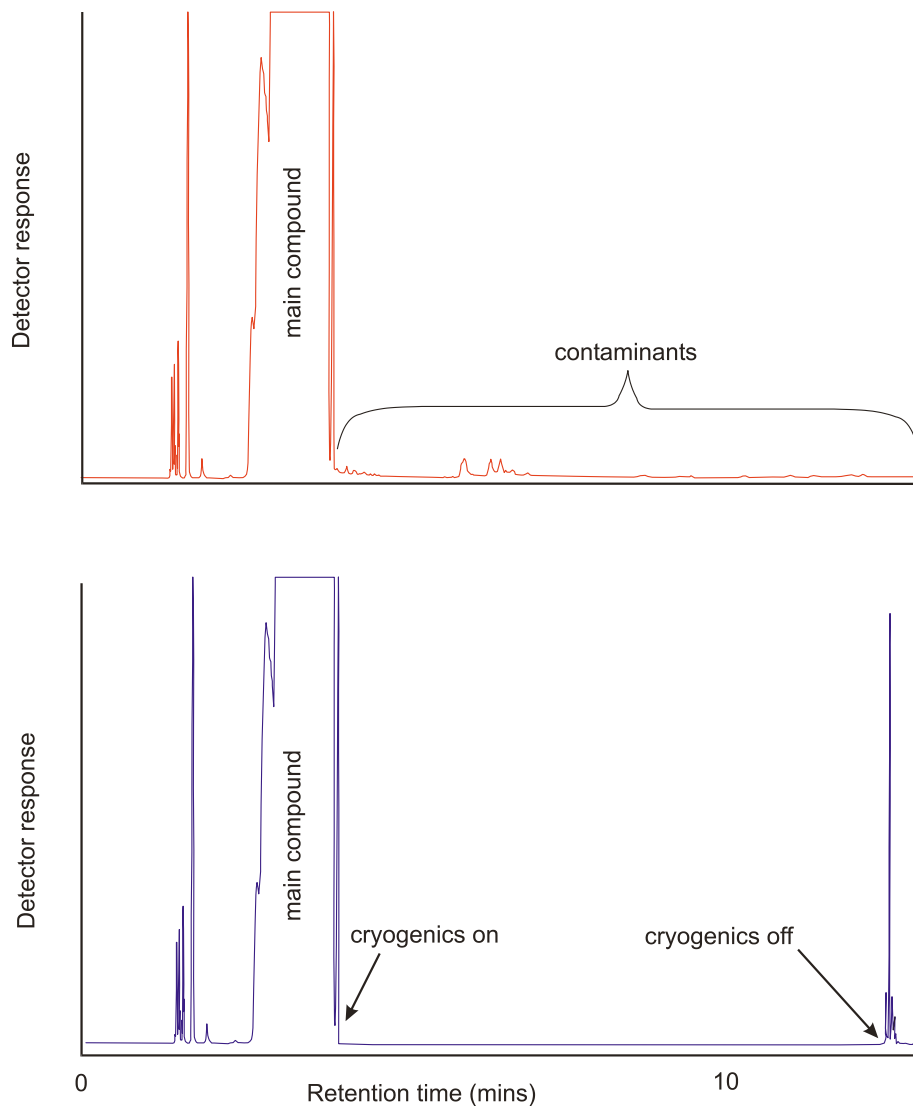 Detector response
main compound
contaminants
Detector response
main compound
cryogenics on
cryogenics off
0
10
Retention time (mins)